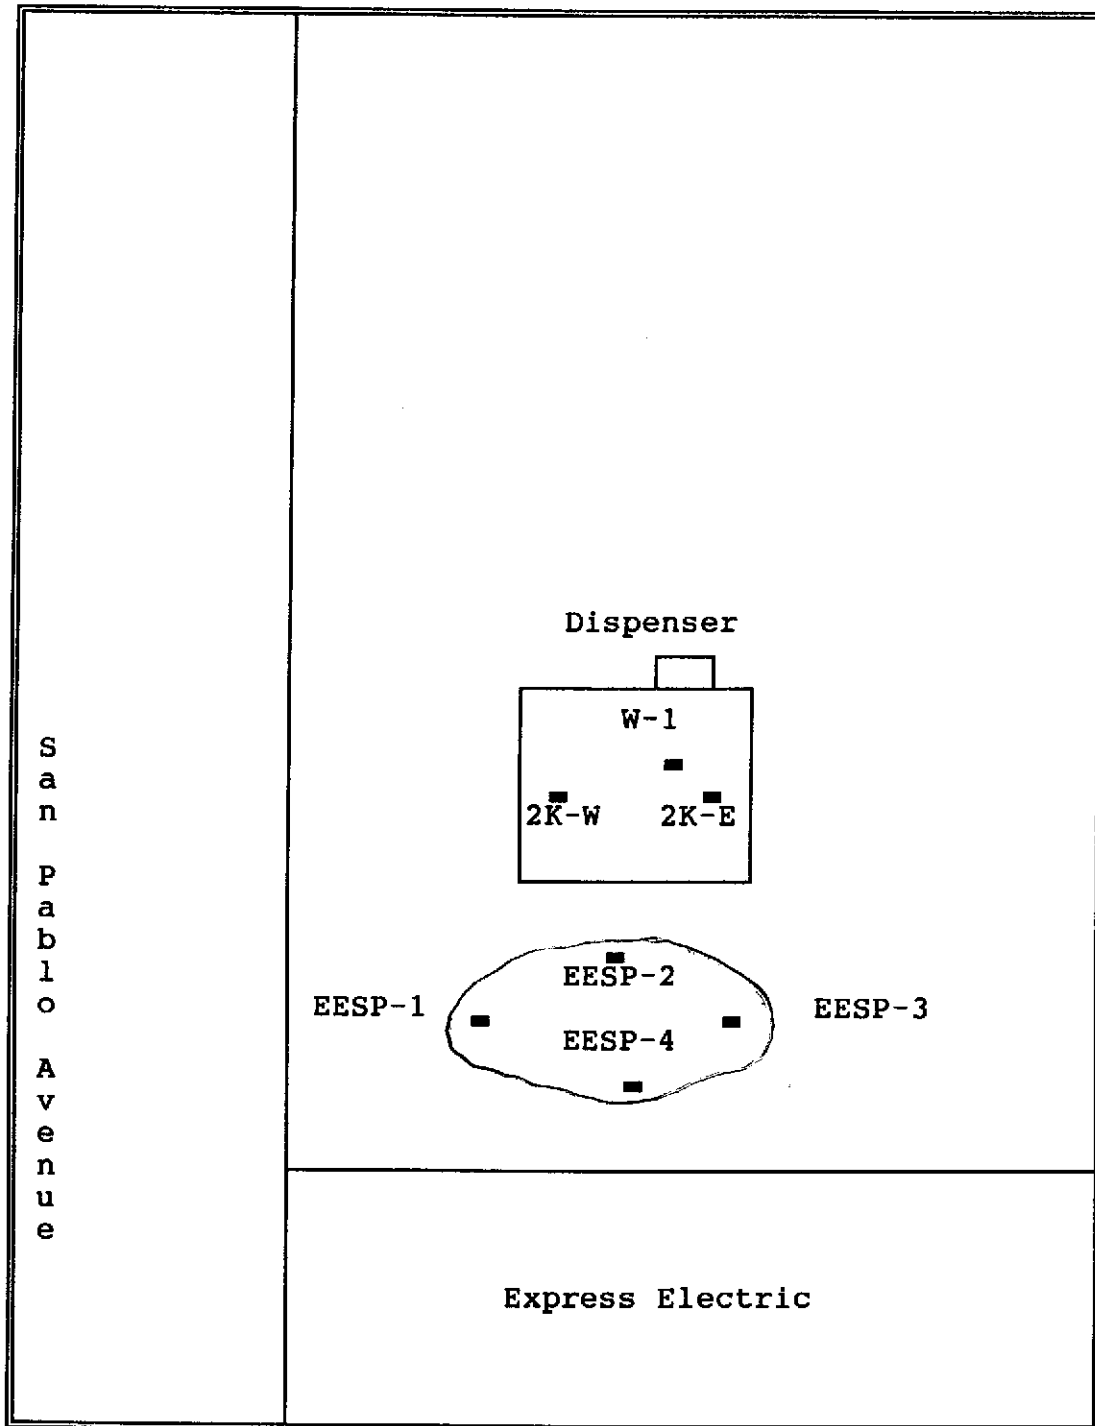 Dispenser
W-1
2K-W 2K-E
EESP-2
EESP-1 EESP-3
EESP-4
San Pablo Avenue
Express Electric